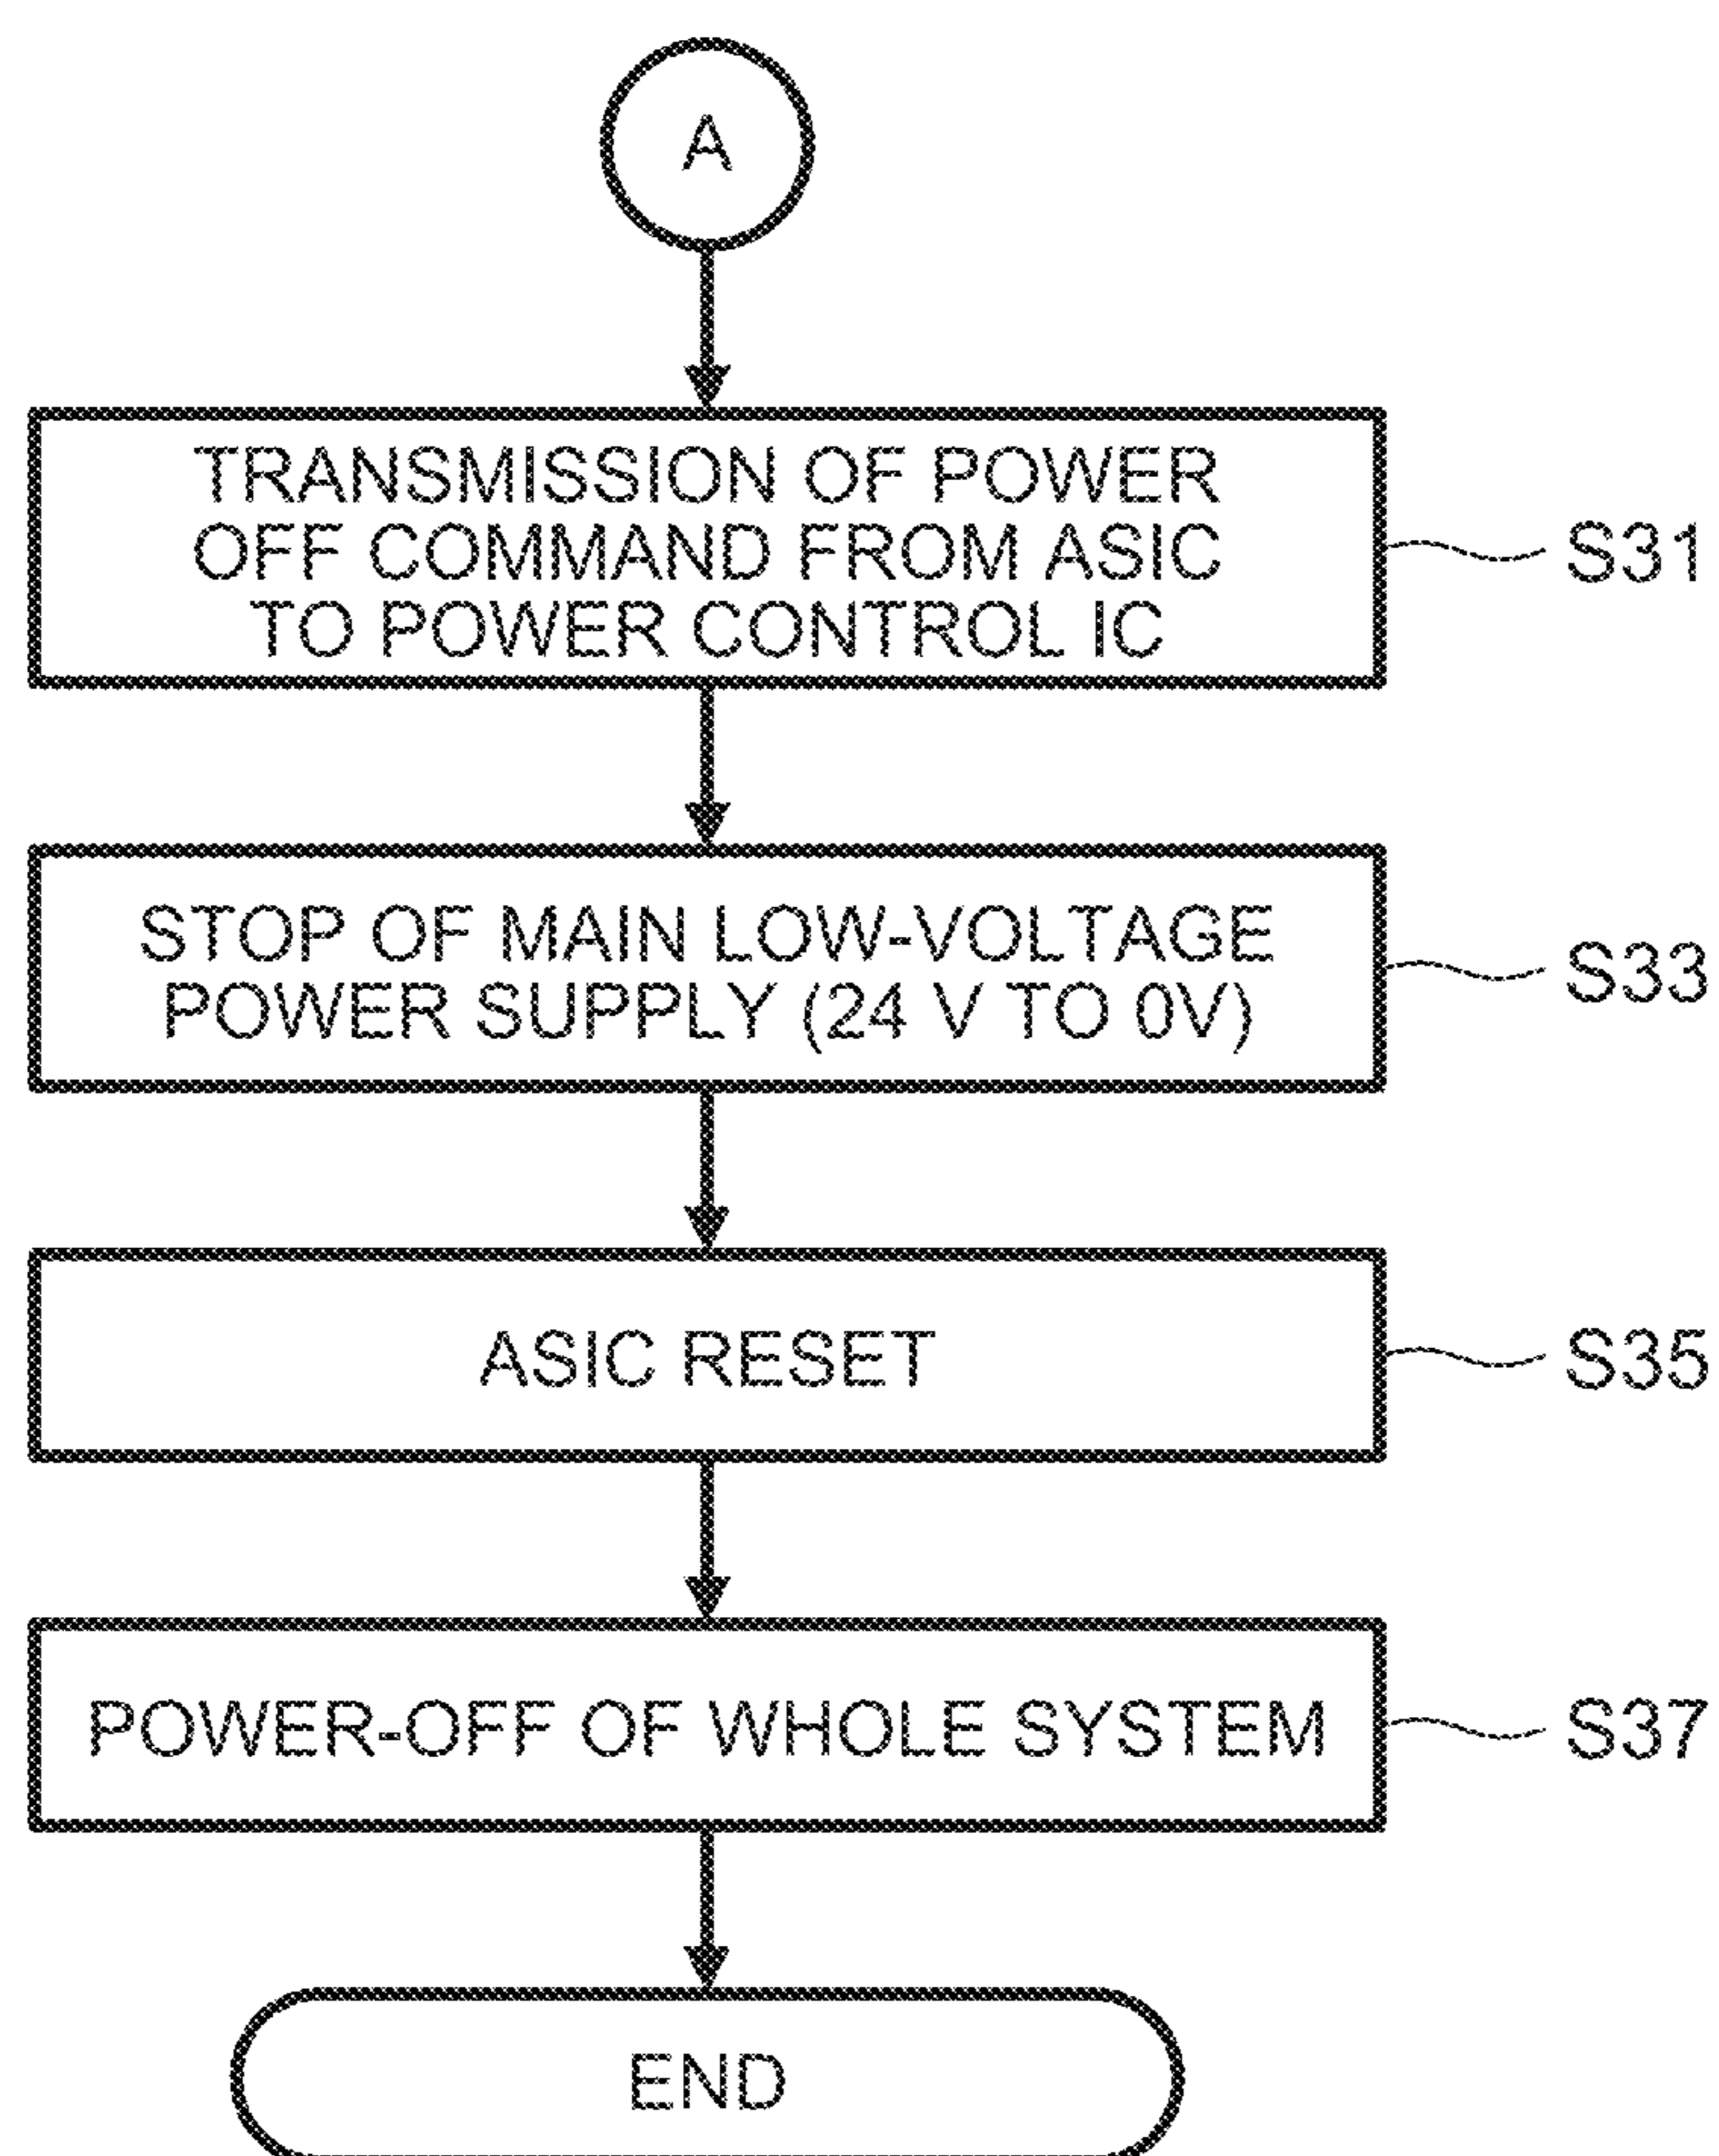 A
TRANSMISSION OF POWER
OFF COMMAND FROM ASIC
TO POWER CONTROL IC
S31
STOP OF MAIN LOW-VOLTAGE
POWER SUPPLY (24 V TO 0V)
S33
ASIC RESET
S35
POWER-OFF OF WHOLE SYSTEM
S37
END